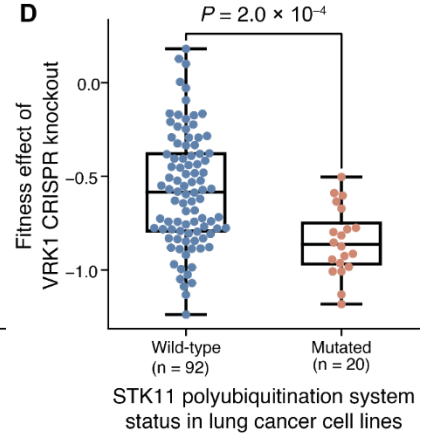 D
P = 2.0 × 10⁻⁴
Fitness effect of
VRK1 CRISPR knockout
0.0
−0.5
−1.0
Wild-type
(n = 92)
Mutated
(n = 20)
STK11 polyubiquitination system
status in lung cancer cell lines